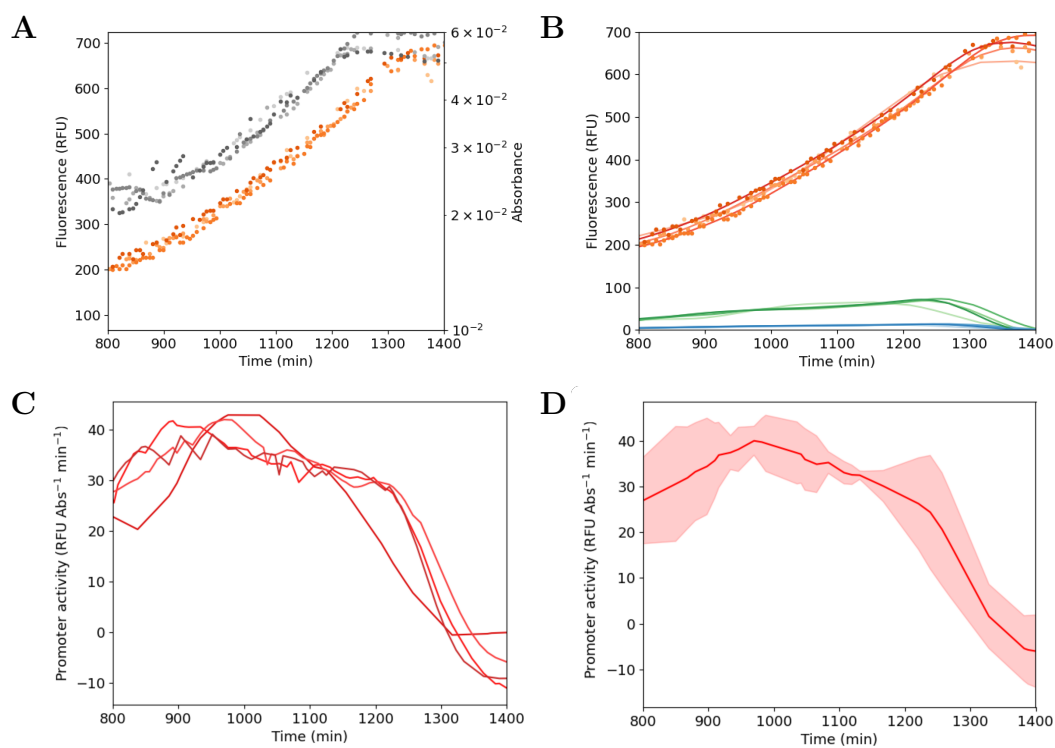 A
Fluorescence (RFU)
700
600
500
400
300
200
100
6 × 10⁻²
4 × 10⁻²
3 × 10⁻²
2 × 10⁻²
10⁻²
Absorbance
800 900 1000 1100 1200 1300 1400
Time (min)
B
Fluorescence (RFU)
700
600
500
400
300
200
100
0
800 900 1000 1100 1200 1300 1400
Time (min)
C
Promoter activity (RFU Abs⁻¹ min⁻¹)
40
30
20
10
0
−10
800 900 1000 1100 1200 1300 1400
Time (min)
D
Promoter activity (RFU Abs⁻¹ min⁻¹)
40
30
20
10
0
−10
800 900 1000 1100 1200 1300 1400
Time (min)